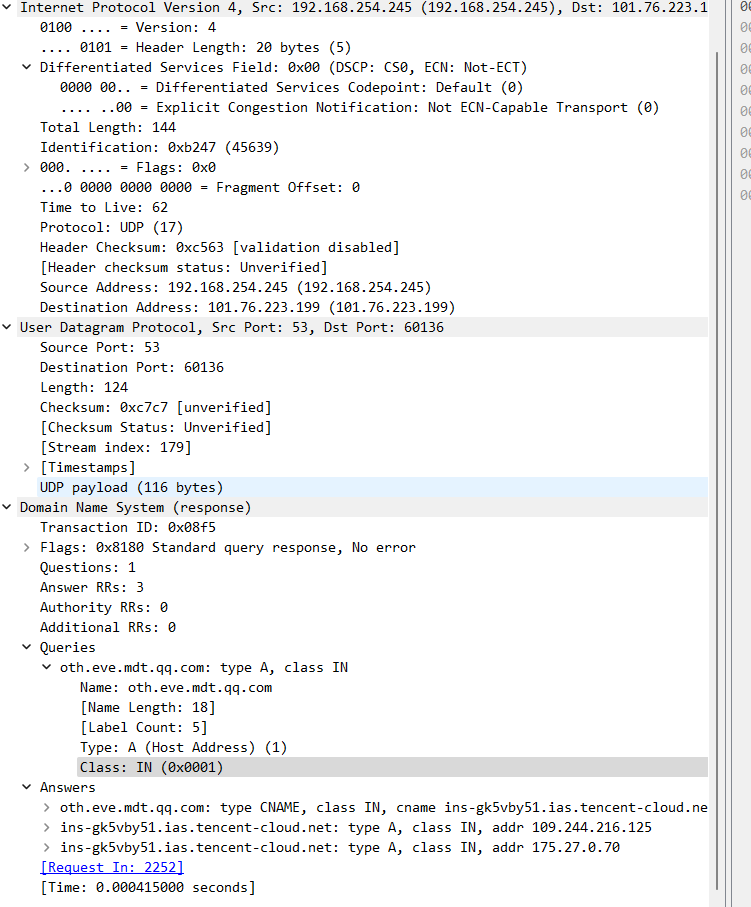 Internet Protocol Version 4, Src: 192.168.254.245 (192.168.254.245), Dst: 101.76.223.1
0100 .... = Version: 4
.... 0101 = Header Length: 20 bytes (5)
Differentiated Services Field: 0x00 (DSCP: CS0, ECN: Not-ECT)
0000 00.. = Differentiated Services Codepoint: Default (0)
.... ..00 = Explicit Congestion Notification: Not ECN-Capable Transport (0)
Total Length: 144
Identification: 0xb247 (45639)
000. .... = Flags: 0x0
...0 0000 0000 0000 = Fragment Offset: 0
Time to Live: 62
Protocol: UDP (17)
Header Checksum: 0xc563 [validation disabled]
[Header checksum status: Unverified]
Source Address: 192.168.254.245 (192.168.254.245)
Destination Address: 101.76.223.199 (101.76.223.199)
User Datagram Protocol, Src Port: 53, Dst Port: 60136
Source Port: 53
Destination Port: 60136
Length: 124
Checksum: 0xc7c7 [unverified]
[Checksum Status: Unverified]
[Stream index: 179]
[Timestamps]
UDP payload (116 bytes)
Domain Name System (response)
Transaction ID: 0x08f5
Flags: 0x8180 Standard query response, No error
Questions: 1
Answer RRs: 3
Authority RRs: 0
Additional RRs: 0
Queries
oth.eve.mdt.qq.com: type A, class IN
Name: oth.eve.mdt.qq.com
[Name Length: 18]
[Label Count: 5]
Type: A (Host Address) (1)
Class: IN (0x0001)
Answers
oth.eve.mdt.qq.com: type CNAME, class IN, cname ins-gk5vby51.ias.tencent-cloud.ne
ins-gk5vby51.ias.tencent-cloud.net: type A, class IN, addr 109.244.216.125
ins-gk5vby51.ias.tencent-cloud.net: type A, class IN, addr 175.27.0.70
[Request In: 2252]
[Time: 0.000415000 seconds]